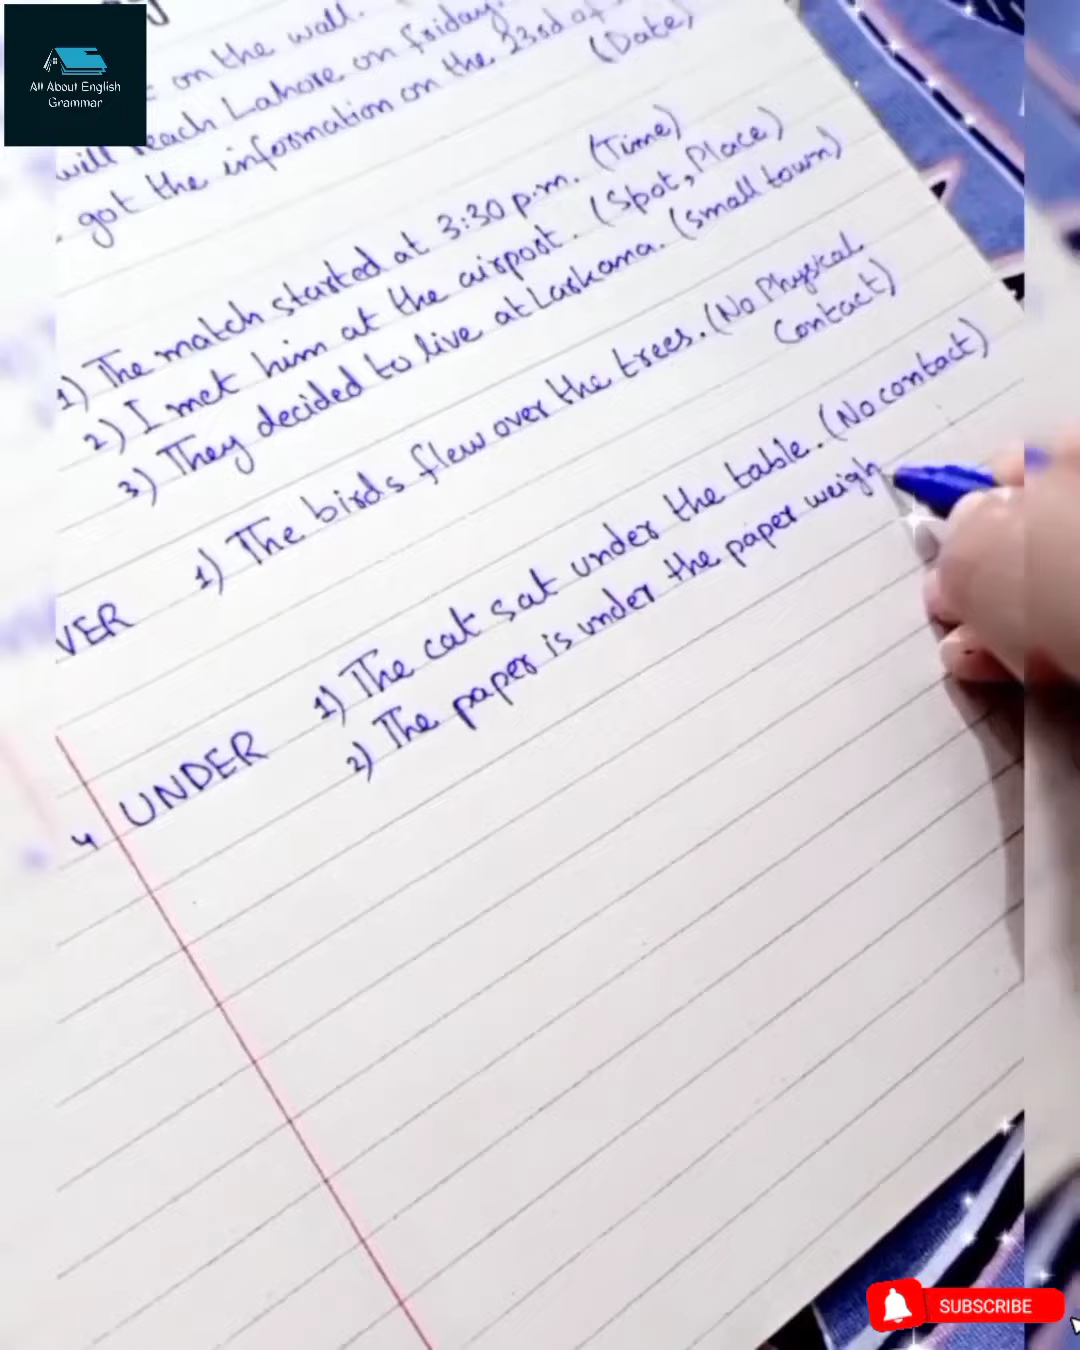 All About English
Grammar
on the wall.
will reach Lahore on friday.
got the information on the 23rd of
(Date)
1) The match started at 3:30 p.m. (Time)
2) I met him at the airport. (Spot, Place)
3) They decided to live at Larkana. (small town)
VER 1) The birds flew over the trees. (No Physical
Contact)
4 UNDER 1) The cat sat under the table. (No contact)
2) The paper is under the paper weigh
SUBSCRIBE